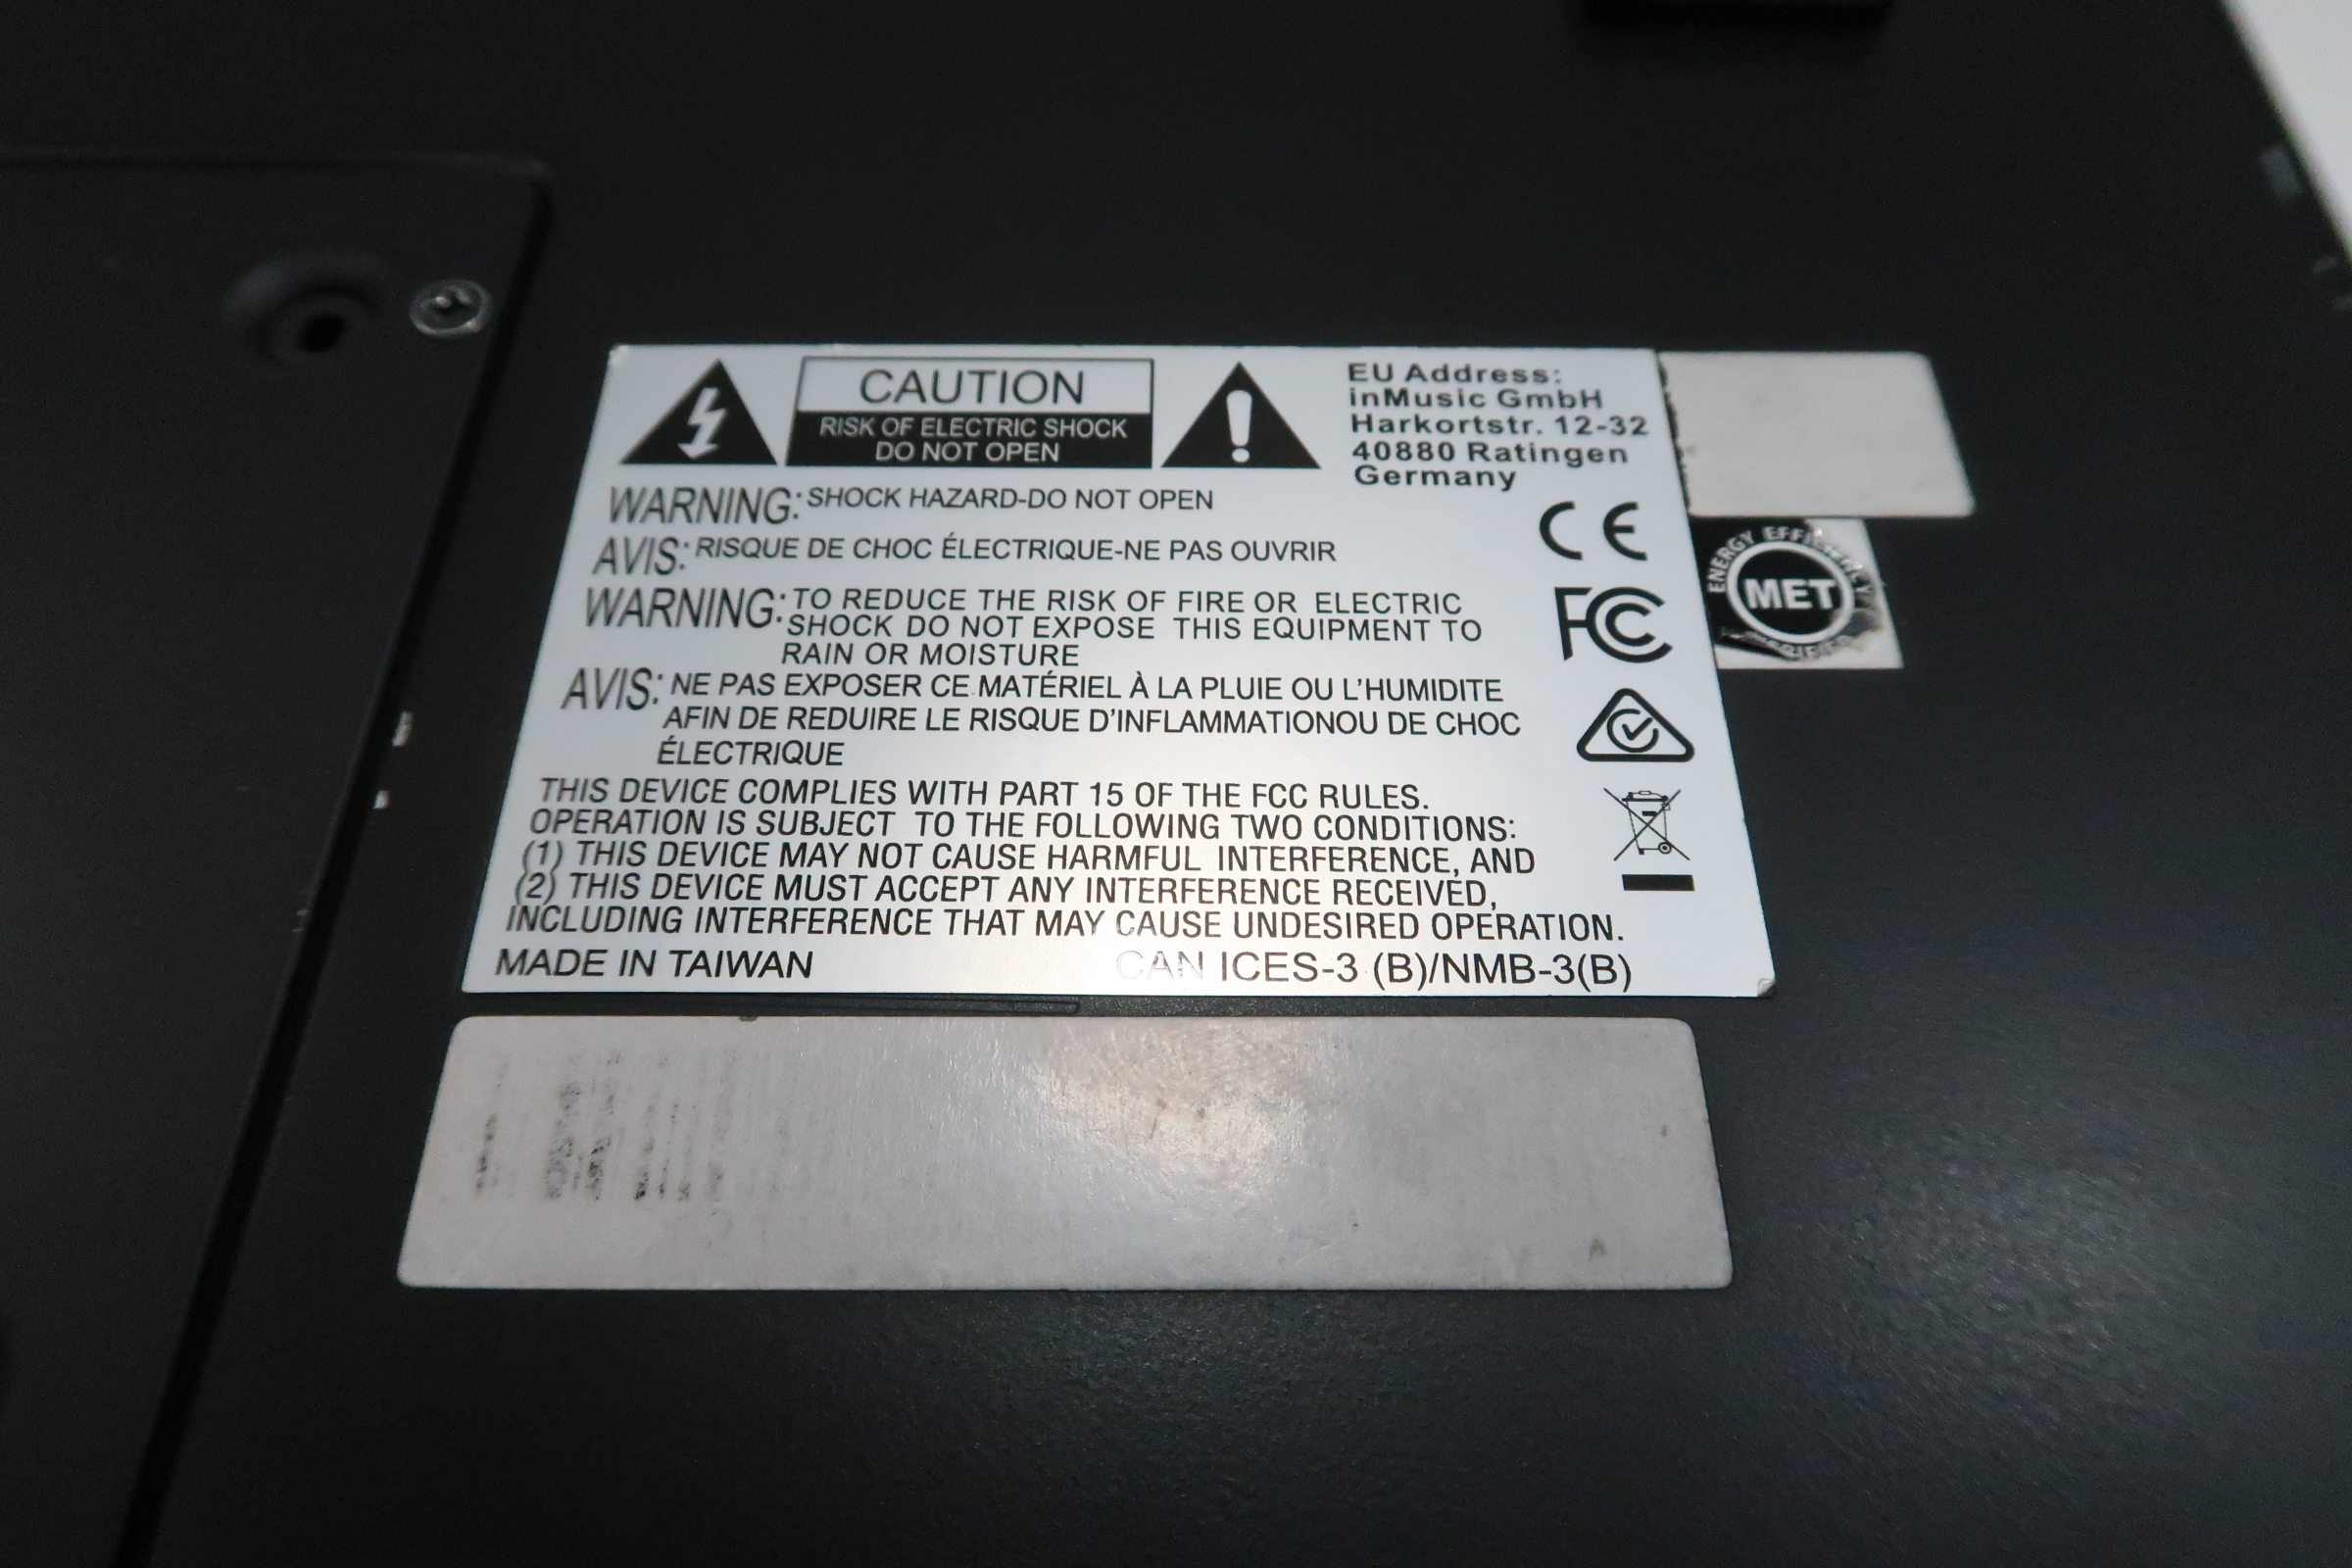 CAUTION
RISK OF ELECTRIC SHOCK
DO NOT OPEN
EU Address:
inMusic GmbH
Harkortstr. 12-32
40880 Ratingen
Germany
WARNING: SHOCK HAZARD-DO NOT OPEN
AVIS: RISQUE DE CHOC ÉLECTRIQUE-NE PAS OUVRIR
WARNING: TO REDUCE THE RISK OF FIRE OR ELECTRIC
SHOCK DO NOT EXPOSE THIS EQUIPMENT TO
RAIN OR MOISTURE
AVIS: NE PAS EXPOSER CE MATÉRIEL À LA PLUIE OU L'HUMIDITE
AFIN DE REDUIRE LE RISQUE D'INFLAMMATIONOU DE CHOC
ÉLECTRIQUE
THIS DEVICE COMPLIES WITH PART 15 OF THE FCC RULES.
OPERATION IS SUBJECT TO THE FOLLOWING TWO CONDITIONS:
(1) THIS DEVICE MAY NOT CAUSE HARMFUL INTERFERENCE, AND
(2) THIS DEVICE MUST ACCEPT ANY INTERFERENCE RECEIVED,
INCLUDING INTERFERENCE THAT MAY CAUSE UNDESIRED OPERATION.
MADE IN TAIWAN CAN ICES-3 (B)/NMB-3(B)
CE
FCC
ENERGY EFFICIENCY
MET